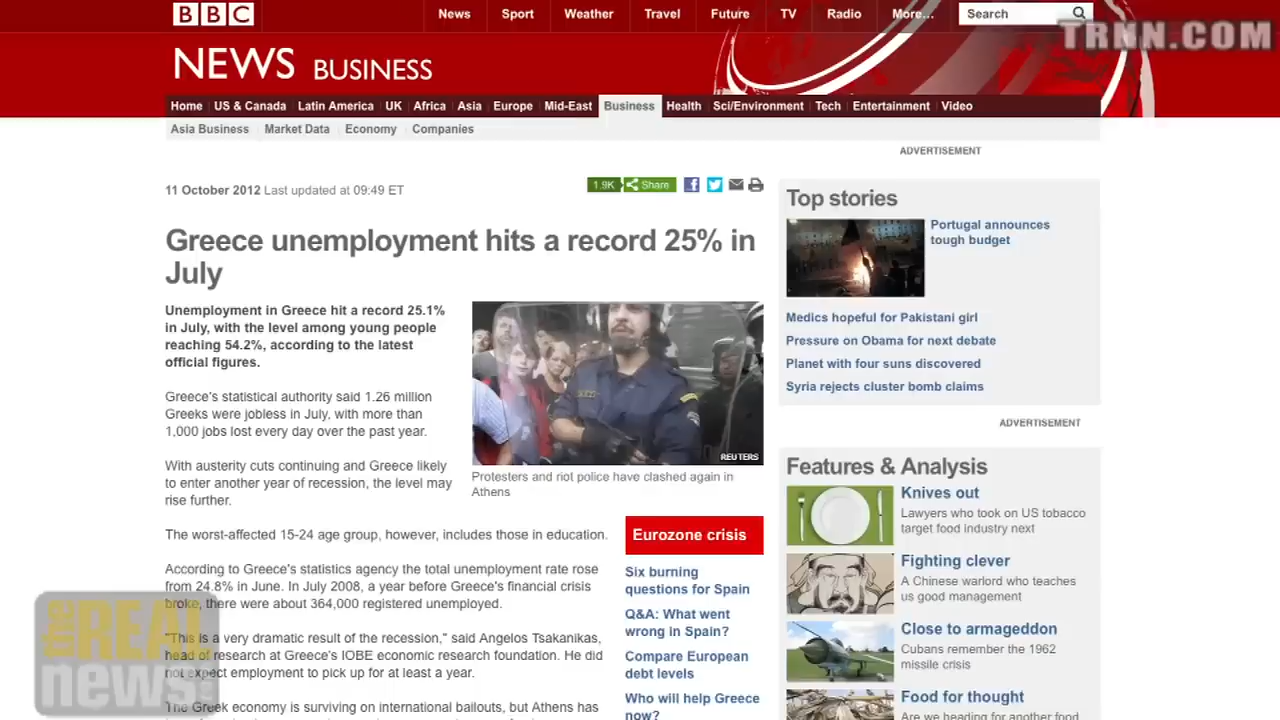 BBC
News Sport Weather Travel Future TV Radio More... Search
TRNN.COM
NEWS BUSINESS
Home US & Canada Latin America UK Africa Asia Europe Mid-East Business Health Sci/Environment Tech Entertainment Video
Asia Business Market Data Economy Companies
ADVERTISEMENT
11 October 2012 Last updated at 09:49 ET
1.9K Share
Greece unemployment hits a record 25% in
July
Unemployment in Greece hit a record 25.1%
in July, with the level among young people
reaching 54.2%, according to the latest
official figures.
Greece's statistical authority said 1.26 million
Greeks were jobless in July, with more than
1,000 jobs lost every day over the past year.
With austerity cuts continuing and Greece likely
to enter another year of recession, the level may
rise further.
REUTERS
Protesters and riot police have clashed again in
Athens
The worst-affected 15-24 age group, however, includes those in education.
According to Greece's statistics agency the total unemployment rate rose
from 24.8% in June. In July 2008, a year before Greece's financial crisis
broke, there were about 364,000 registered unemployed.
"This is a very dramatic result of the recession," said Angelos Tsakanikas,
head of research at Greece's IOBE economic research foundation. He did
not expect employment to pick up for at least a year.
The Greek economy is surviving on international bailouts, but Athens has
Eurozone crisis
Six burning
questions for Spain
Q&A: What went
wrong in Spain?
Compare European
debt levels
Who will help Greece
now?
Top stories
Portugal announces
tough budget
Medics hopeful for Pakistani girl
Pressure on Obama for next debate
Planet with four suns discovered
Syria rejects cluster bomb claims
ADVERTISEMENT
Features & Analysis
Knives out
Lawyers who took on US tobacco
target food industry next
Fighting clever
A Chinese warlord who teaches
us good management
Close to armageddon
Cubans remember the 1962
missile crisis
Food for thought
Are we heading for another food
the REAL
news